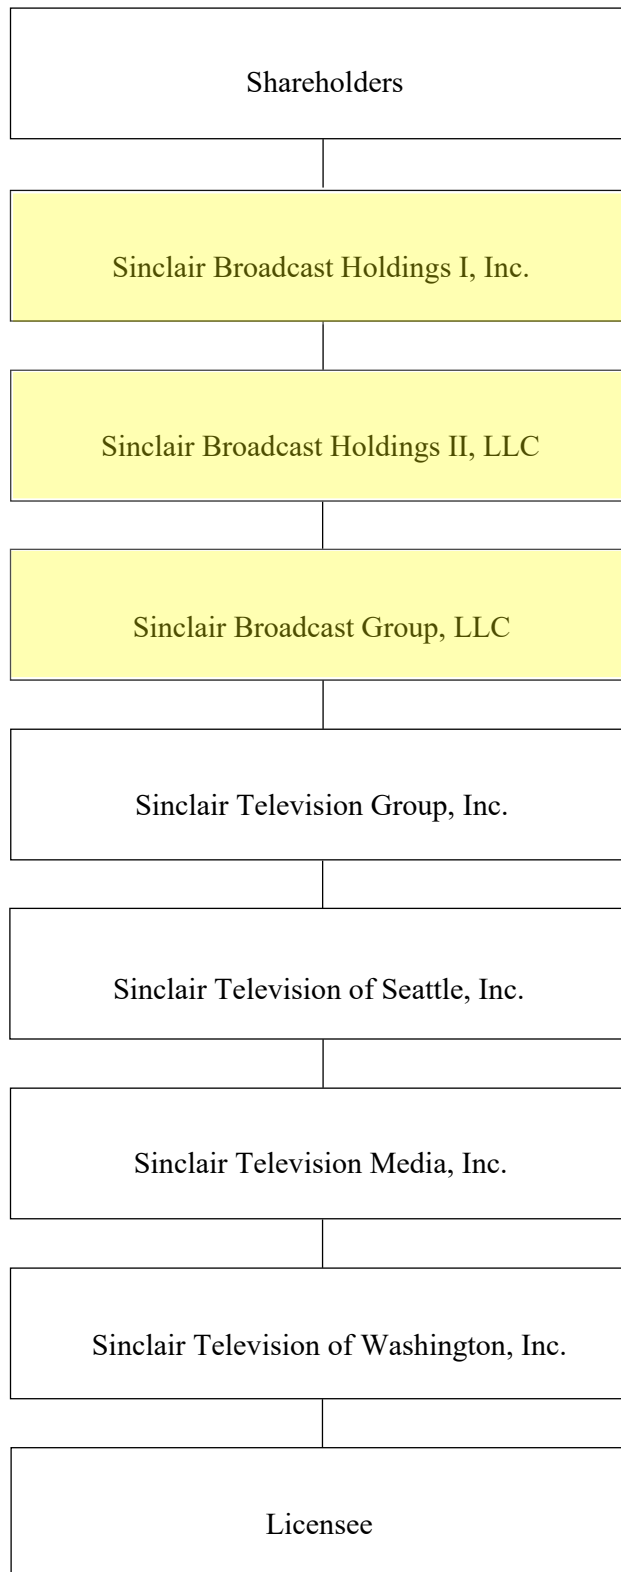 Shareholders
Sinclair Broadcast Holdings I, Inc.
Sinclair Broadcast Holdings II, LLC
Sinclair Broadcast Group, LLC
Sinclair Television Group, Inc.
Sinclair Television of Seattle, Inc.
Sinclair Television Media, Inc.
Sinclair Television of Washington, Inc.
Licensee